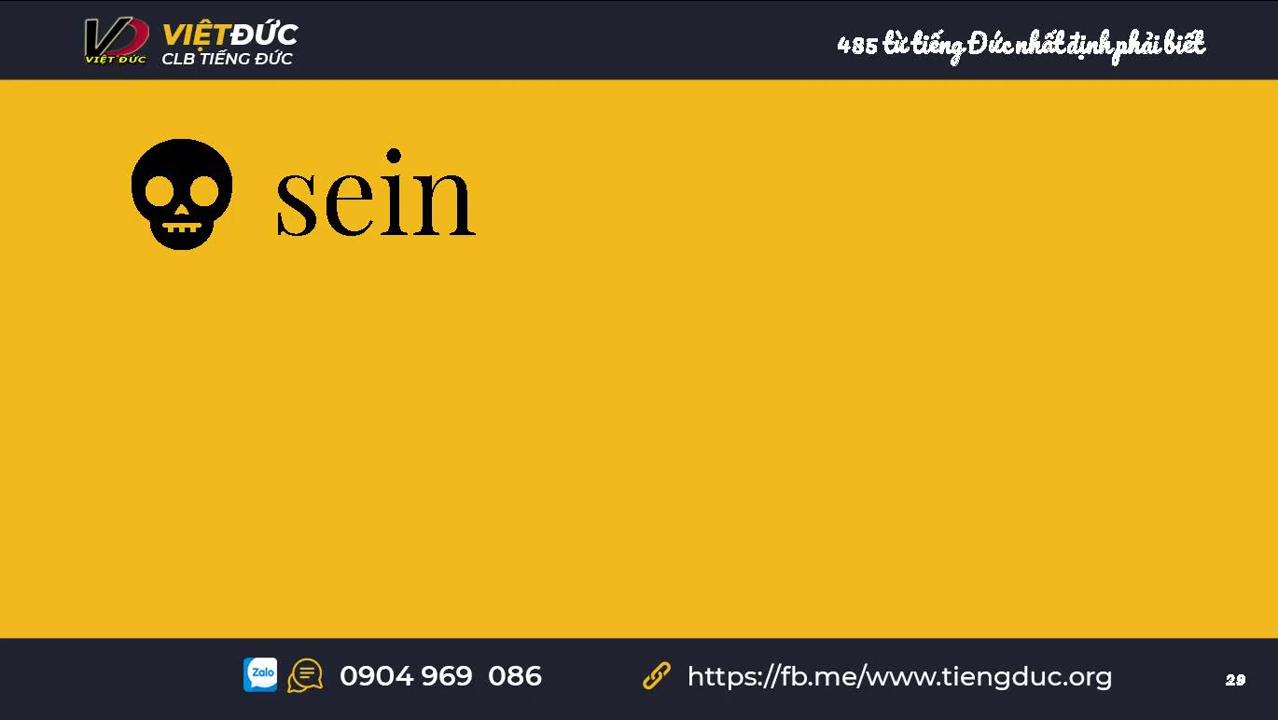 VIỆT ĐỨC
VIỆTĐỨC
CLB TIẾNG ĐỨC
485 từ tiếng Đức nhất định phải biết
sein
Zalo
0904 969 086
https://fb.me/www.tiengduc.org
29